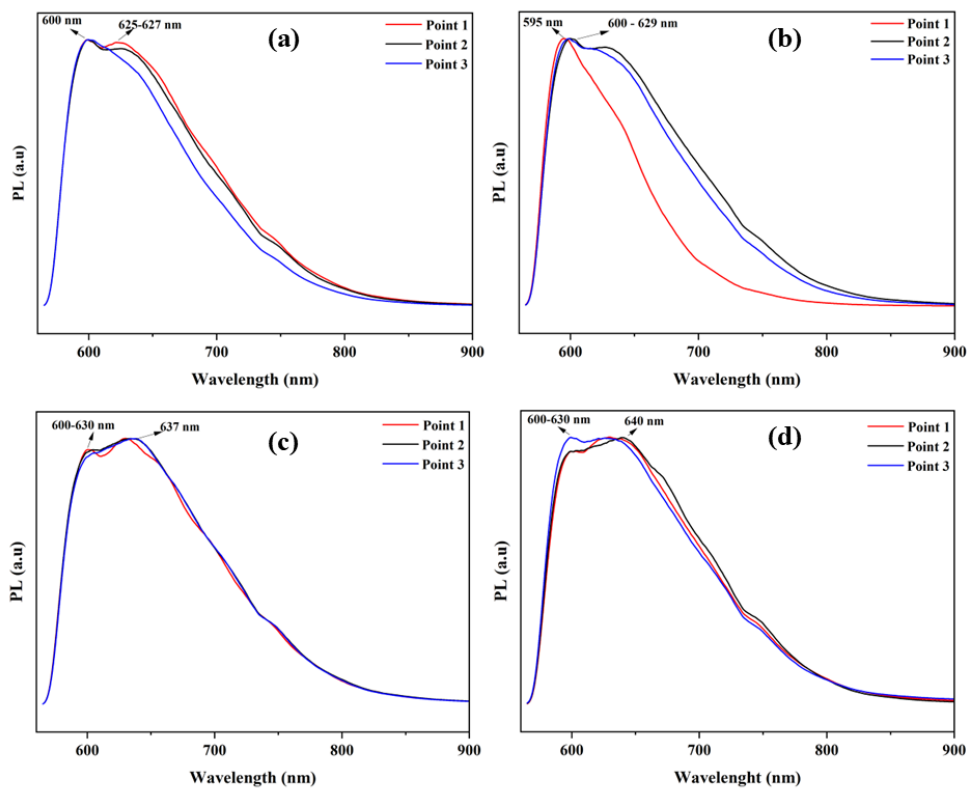 600 nm
625-627 nm
(a)
Point 1
Point 2
Point 3
PL (a.u)
600
700
800
900
Wavelength (nm)
595 nm
600 - 629 nm
(b)
Point 1
Point 2
Point 3
PL (a.u)
600
700
800
900
Wavelength (nm)
600-630 nm
637 nm
(c)
Point 1
Point 2
Point 3
PL (a.u)
600
700
800
900
Wavelength (nm)
600-630 nm
640 nm
(d)
Point 1
Point 2
Point 3
PL (a.u)
600
700
800
900
Wavelenght (nm)